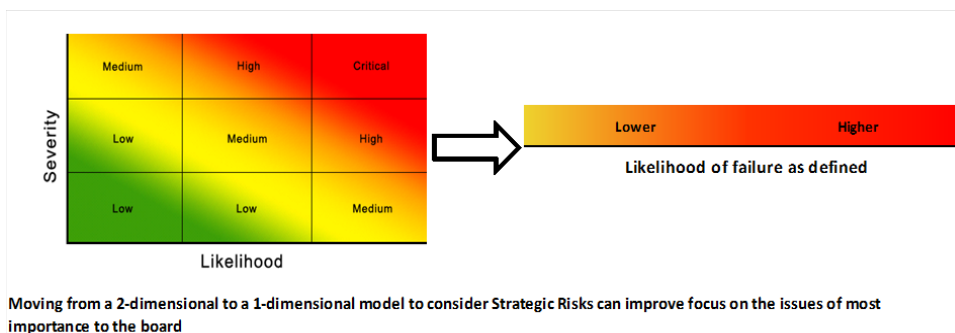 Medium High Critical
Severity
Low Medium High
Low Low Medium
Likelihood
Lower Higher
Likelihood of failure as defined
Moving from a 2-dimensional to a 1-dimensional model to consider Strategic Risks can improve focus on the issues of most
importance to the board